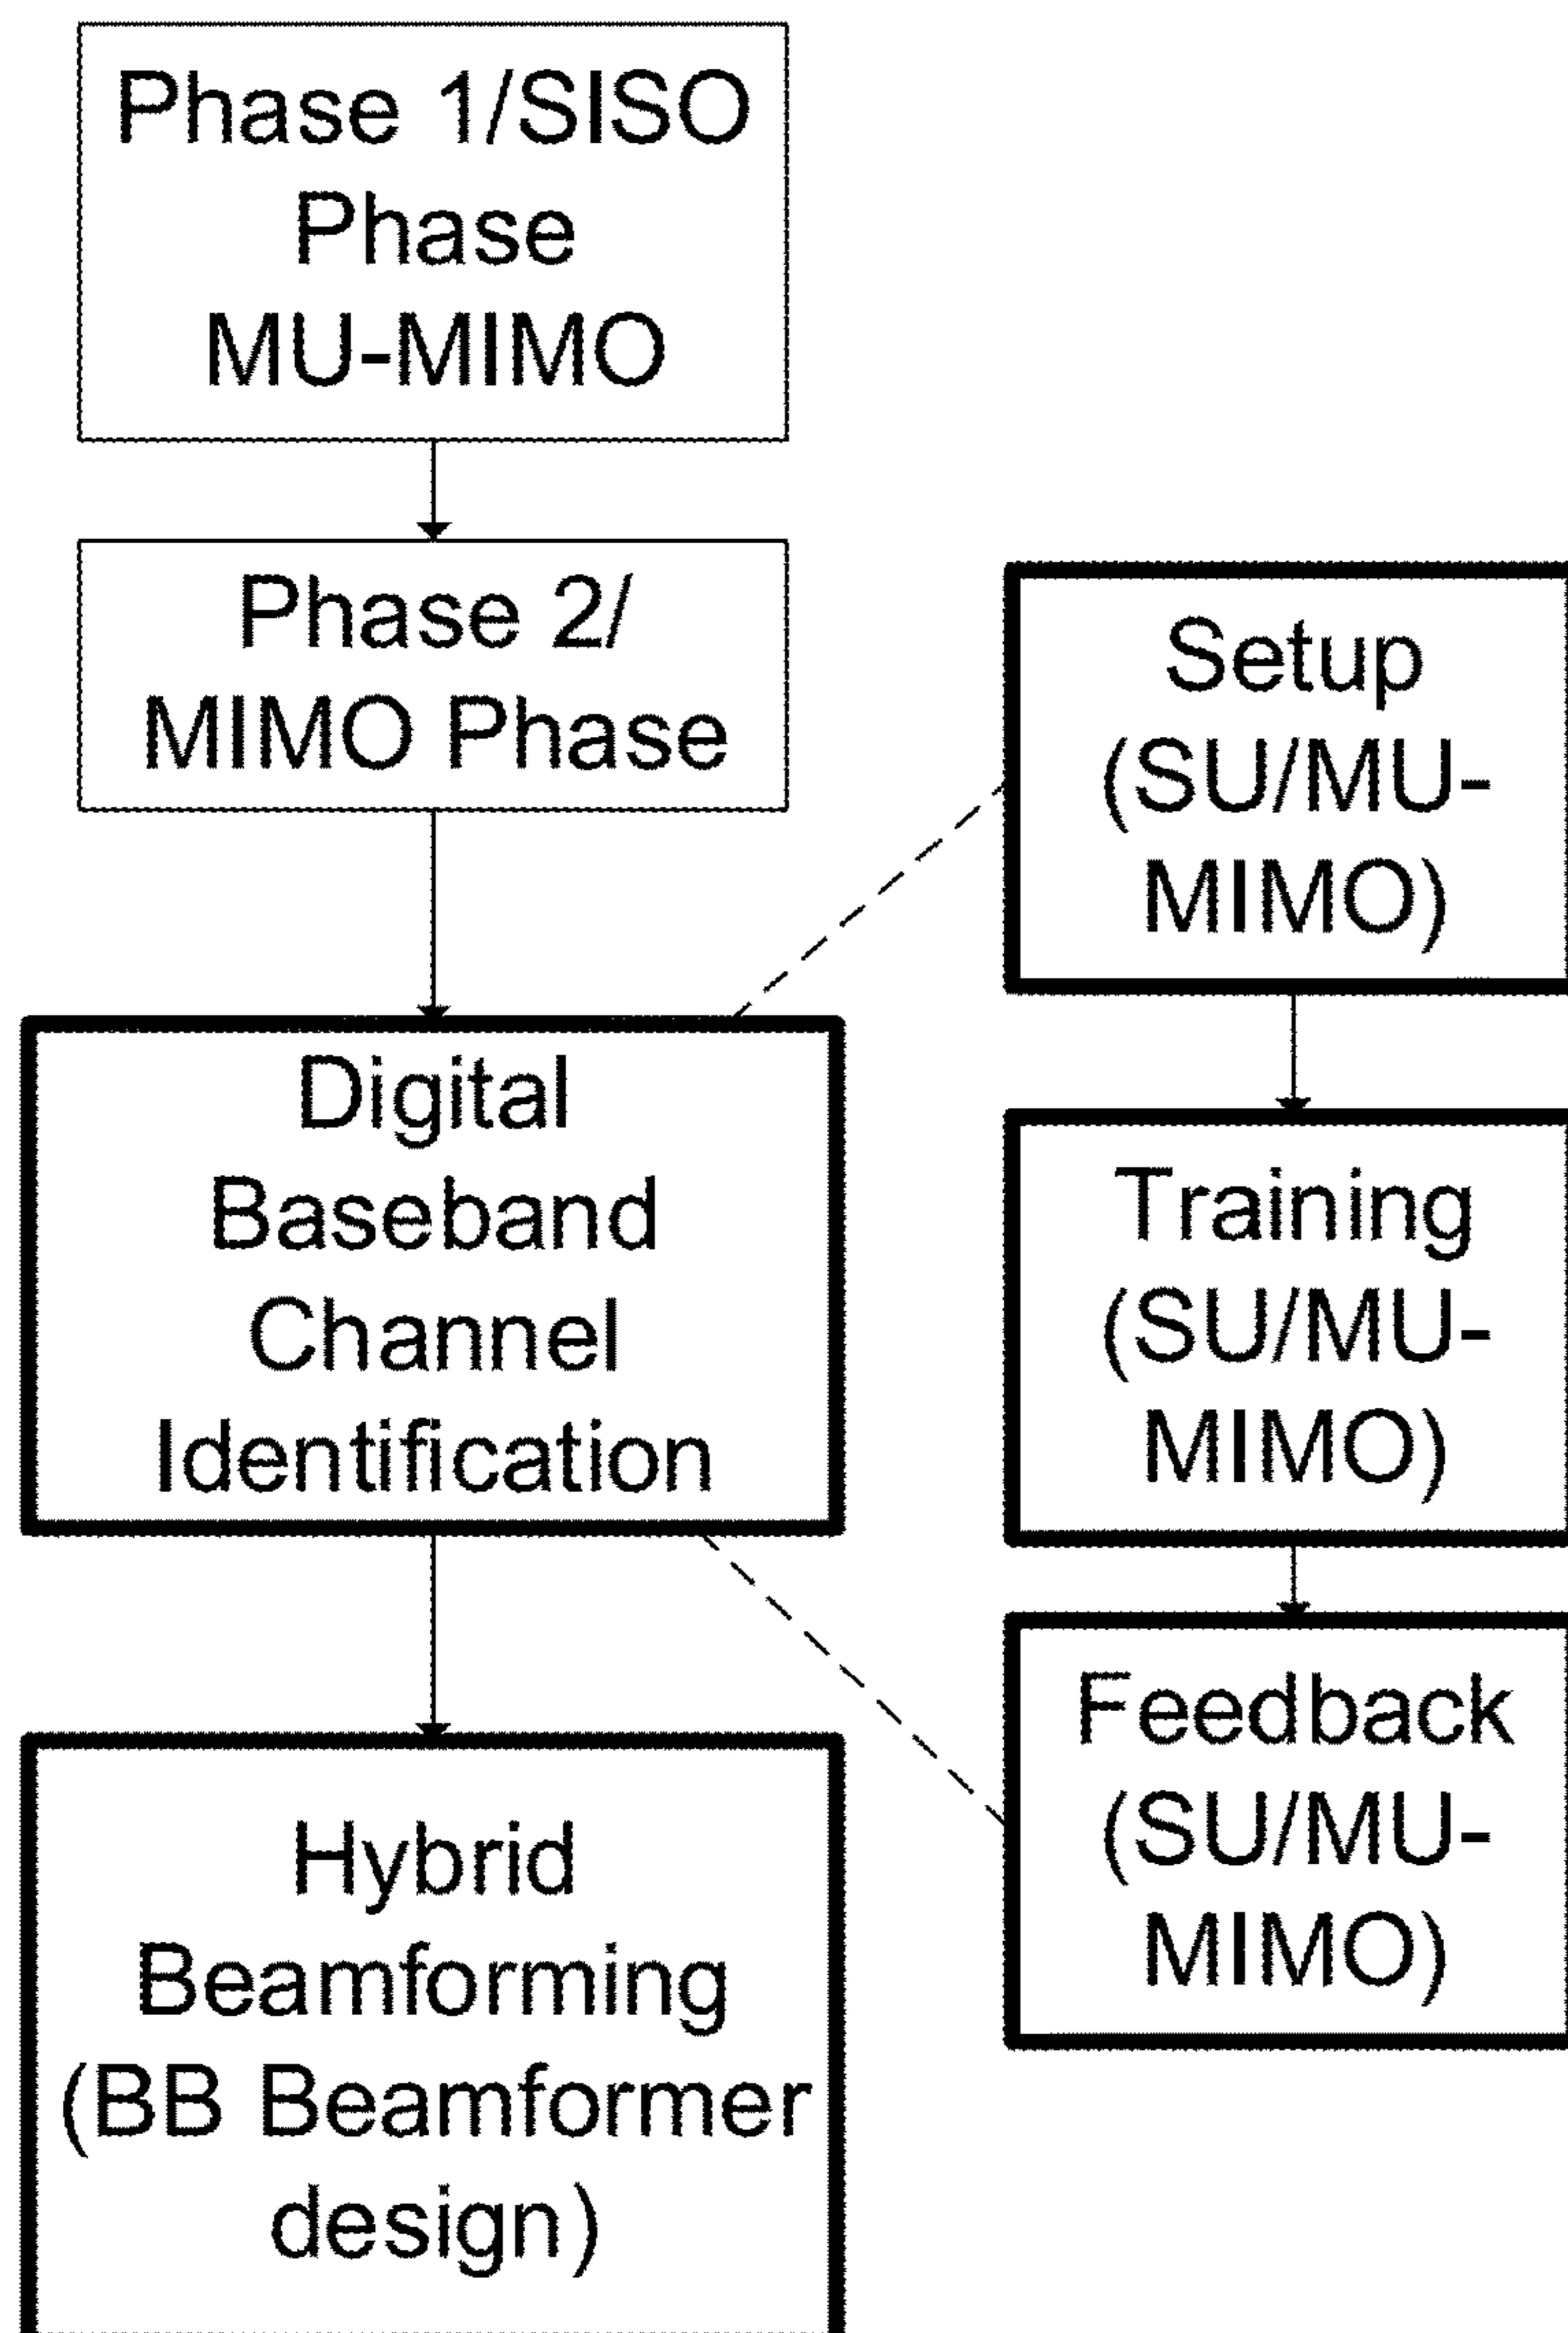 Phase 1/SISO
Phase
MU-MIMO
Phase 2/
MIMO Phase
Digital
Baseband
Channel
Identification
Hybrid
Beamforming
(BB Beamformer
design)
Setup
(SU/MU-
MIMO)
Training
(SU/MU-
MIMO)
Feedback
(SU/MU-
MIMO)